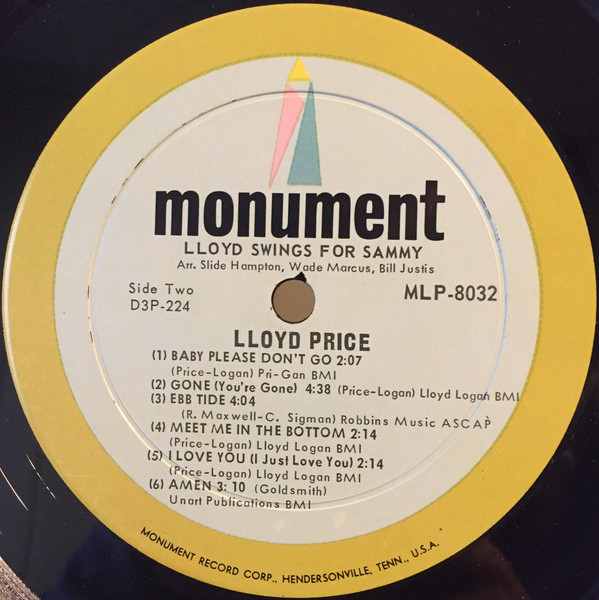 monument
LLOYD SWINGS FOR SAMMY
Arr. Slide Hampton, Wade Marcus, Bill Justis
Side Two
D3P-224
MLP-8032
LLOYD PRICE
(1) BABY PLEASE DON'T GO 2:07
(Price-Logan) Pri-Gan BMI
(2) GONE (You're Gone) 4:38 (Price-Logan) Lloyd Logan BMI
(3) EBB TIDE 4:04
(R. Maxwell-C. Sigman) Robbins Music ASCAP
(4) MEET ME IN THE BOTTOM 2:14
(Price-Logan) Lloyd Logan BMI
(5) I LOVE YOU (I Just Love You) 2:14
(Price-Logan) Lloyd Logan BMI
(6) AMEN 3: 10 (Goldsmith)
Unart Publications BMI
MONUMENT RECORD CORP., HENDERSONVILLE, TENN., U.S.A.